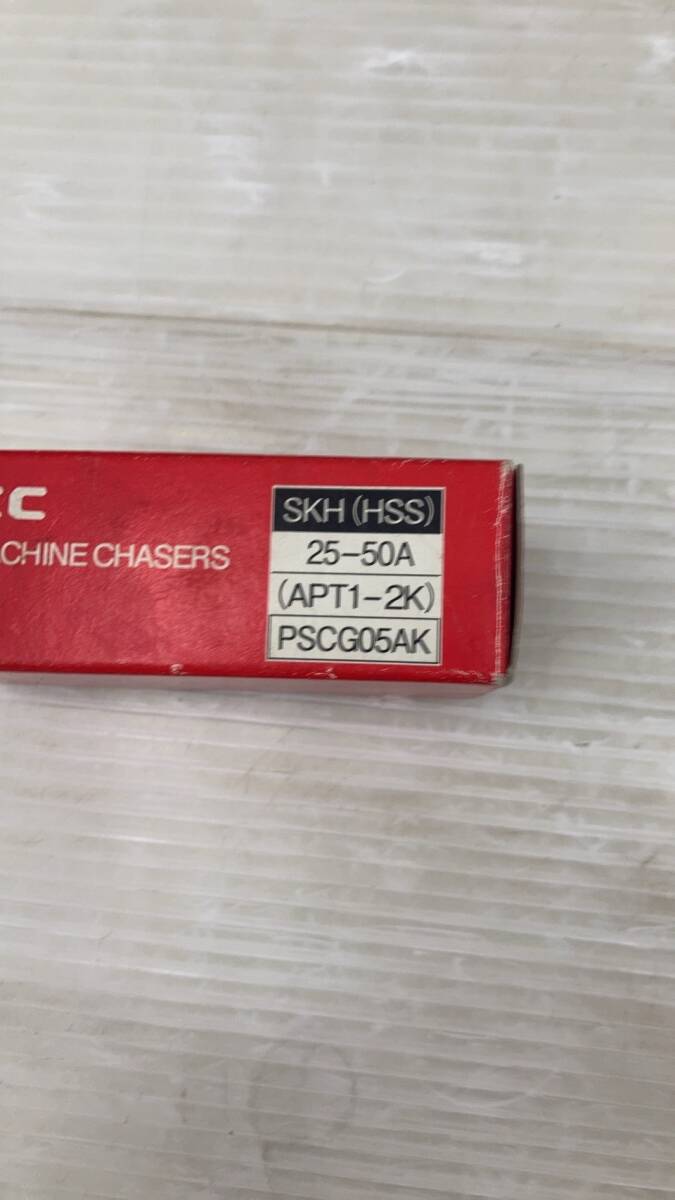 CHINE CHASERS
SKH (HSS)
25-50A
(APT1-2K)
PSCG05AK